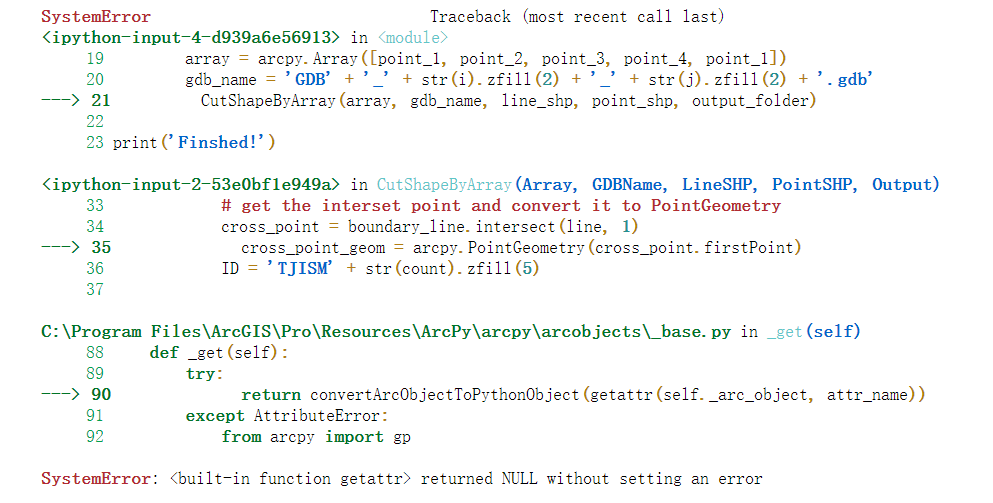 SystemError Traceback (most recent call last)
<ipython-input-4-d939a6e56913> in <module>
19 array = arcpy.Array([point_1, point_2, point_3, point_4, point_1])
20 gdb_name = 'GDB' + '_' + str(i).zfill(2) + '_' + str(j).zfill(2) + '.gdb'
---> 21 CutShapeByArray(array, gdb_name, line_shp, point_shp, output_folder)
22
23 print('Finshed!')
<ipython-input-2-53e0bf1e949a> in CutShapeByArray(Array, GDBName, LineSHP, PointSHP, Output)
33 # get the interset point and convert it to PointGeometry
34 cross_point = boundary_line.intersect(line, 1)
---> 35 cross_point_geom = arcpy.PointGeometry(cross_point.firstPoint)
36 ID = 'TJISM' + str(count).zfill(5)
37
C:\Program Files\ArcGIS\Pro\Resources\ArcPy\arcpy\arcobjects\_base.py in _get(self)
88 def _get(self):
89 try:
---> 90 return convertArcObjectToPythonObject(getattr(self._arc_object, attr_name))
91 except AttributeError:
92 from arcpy import gp
SystemError: <built-in function getattr> returned NULL without setting an error